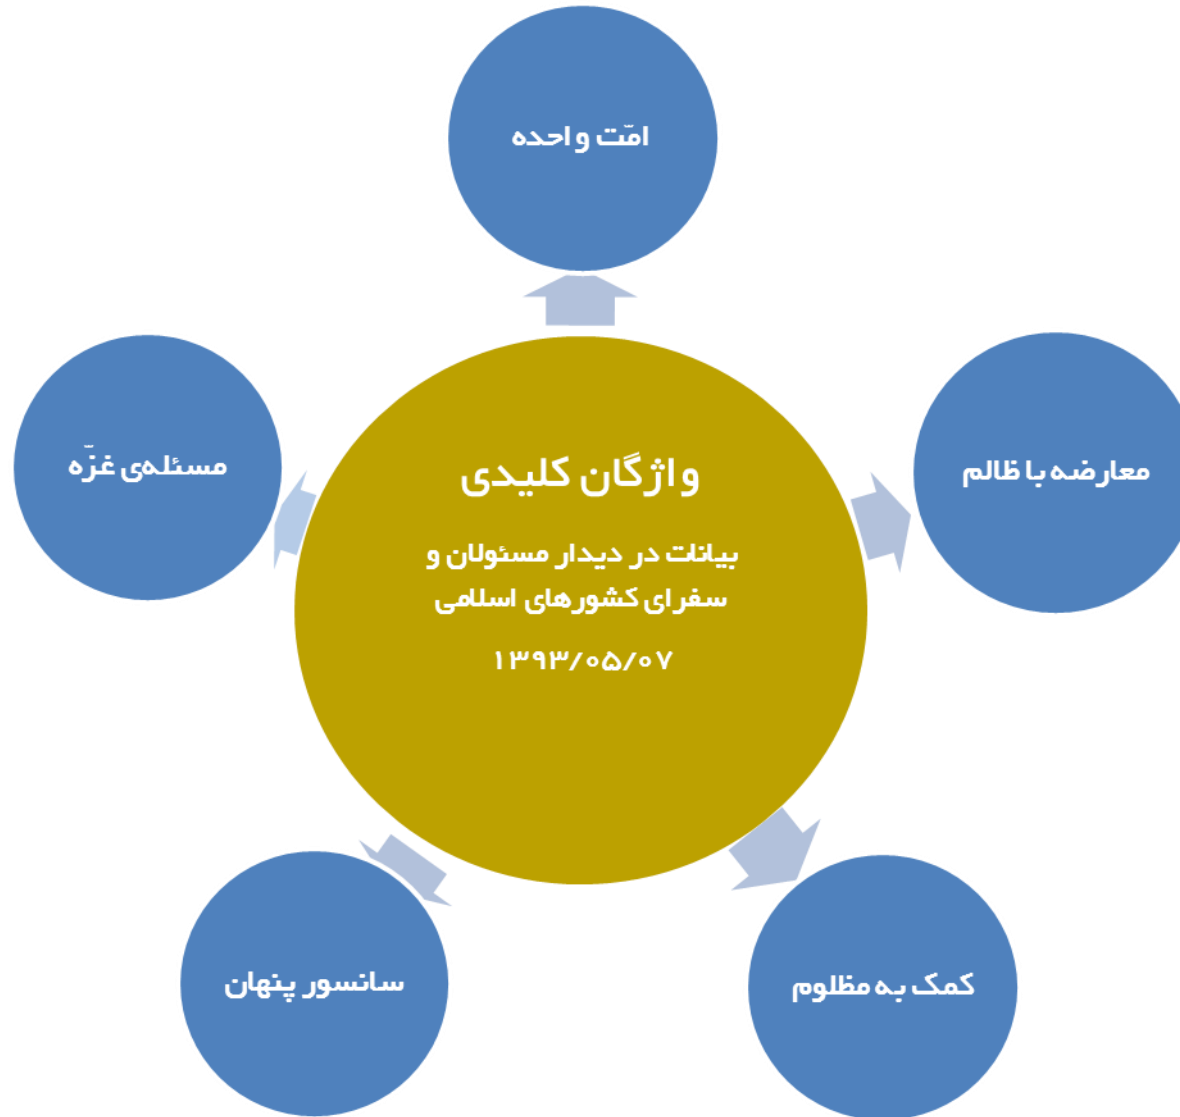 امّت واحده
واژگان کلیدی
بیانات در دیدار مسئولان و
سفرای کشورهای اسلامی
۱۳۹۳/۰۵/۰۷
معارضه با ظالم
کمک به مظلوم
سانسور پنهان
مسئله‌ی غزّه